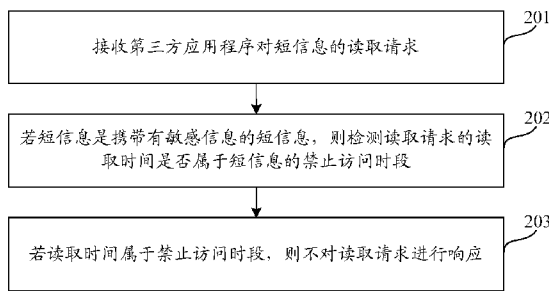 201
接收第三方应用程序对短信息的读取请求
202
若短信息是携带有敏感信息的短信息，则检测读取请求的读
取时间是否属于短信息的禁止访问时段
203
若读取时间属于禁止访问时段，则不对读取请求进行响应